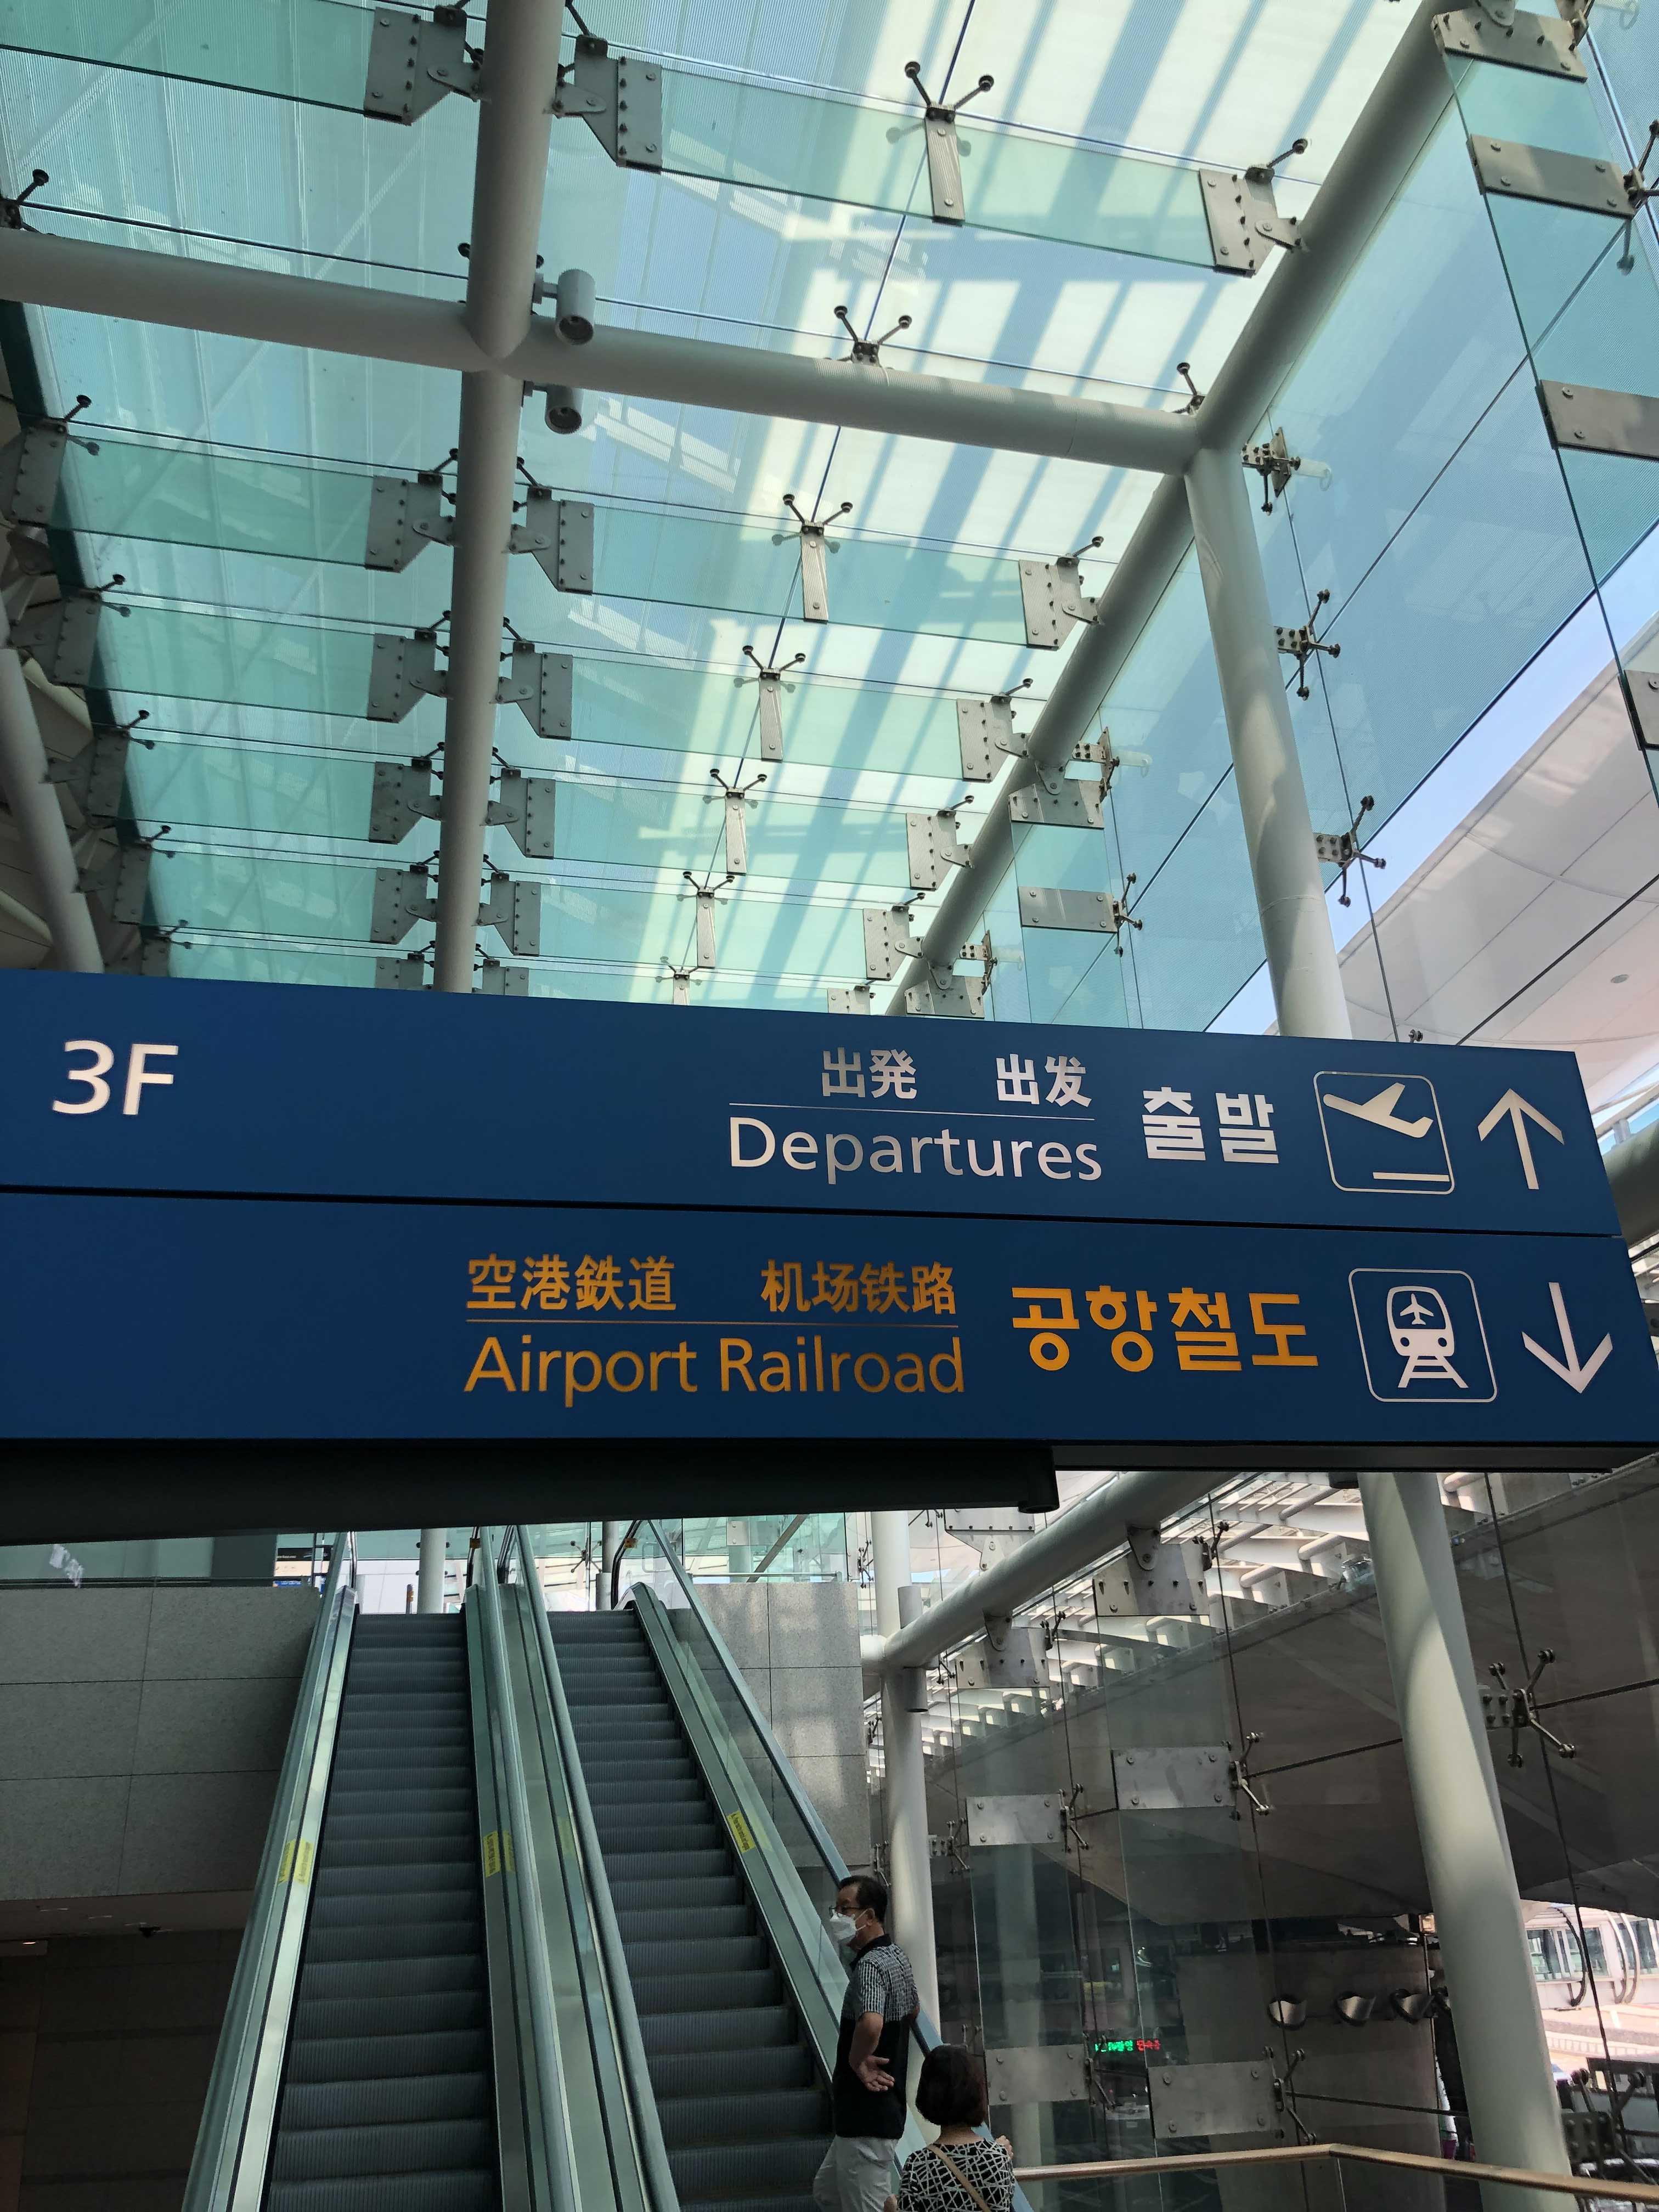 3F
出発 出发
Departures
출발
空港鉄道 机场铁路
Airport Railroad
공항철도